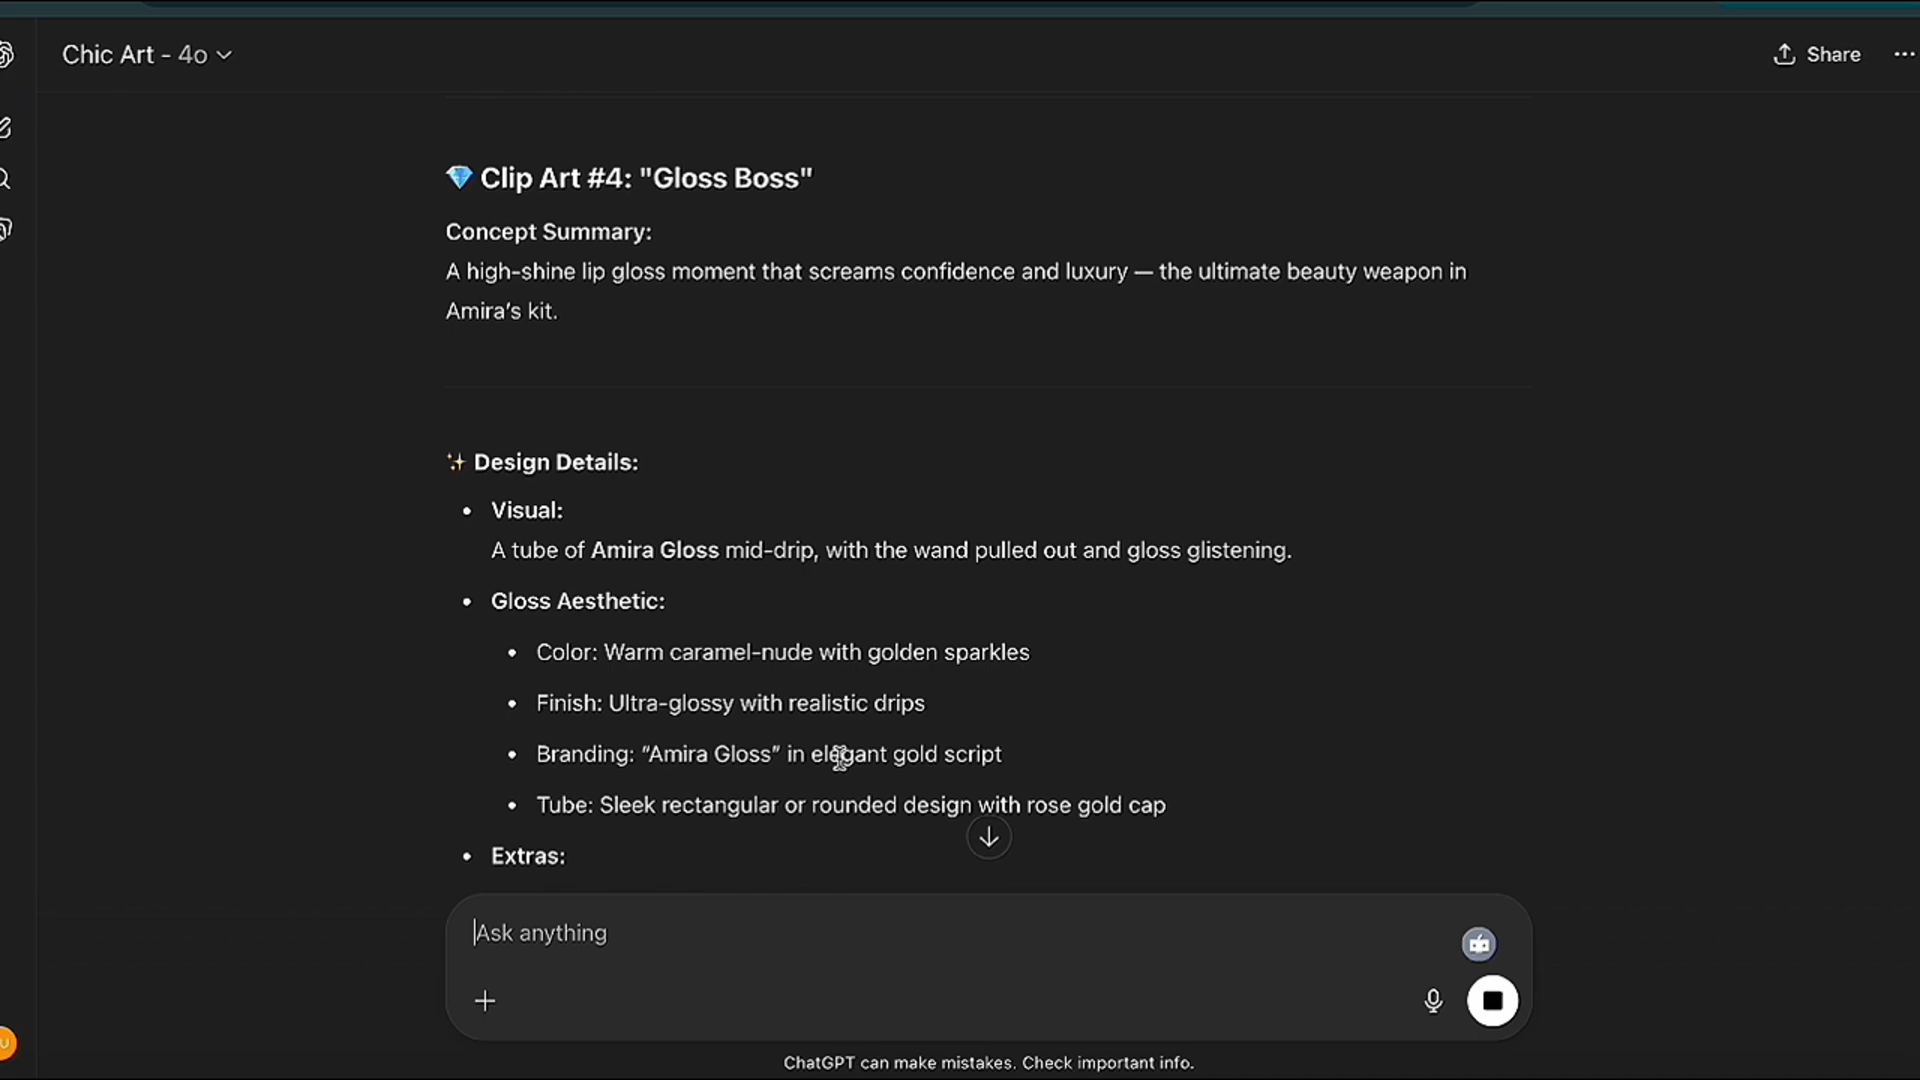 Chic Art - 4o
Share
Clip Art #4: "Gloss Boss"
Concept Summary:
A high-shine lip gloss moment that screams confidence and luxury — the ultimate beauty weapon in
Amira’s kit.
Design Details:
• Visual:
A tube of Amira Gloss mid-drip, with the wand pulled out and gloss glistening.
• Gloss Aesthetic:
• Color: Warm caramel-nude with golden sparkles
• Finish: Ultra-glossy with realistic drips
• Branding: “Amira Gloss” in elegant gold script
• Tube: Sleek rectangular or rounded design with rose gold cap
• Extras:
Ask anything
ChatGPT can make mistakes. Check important info.